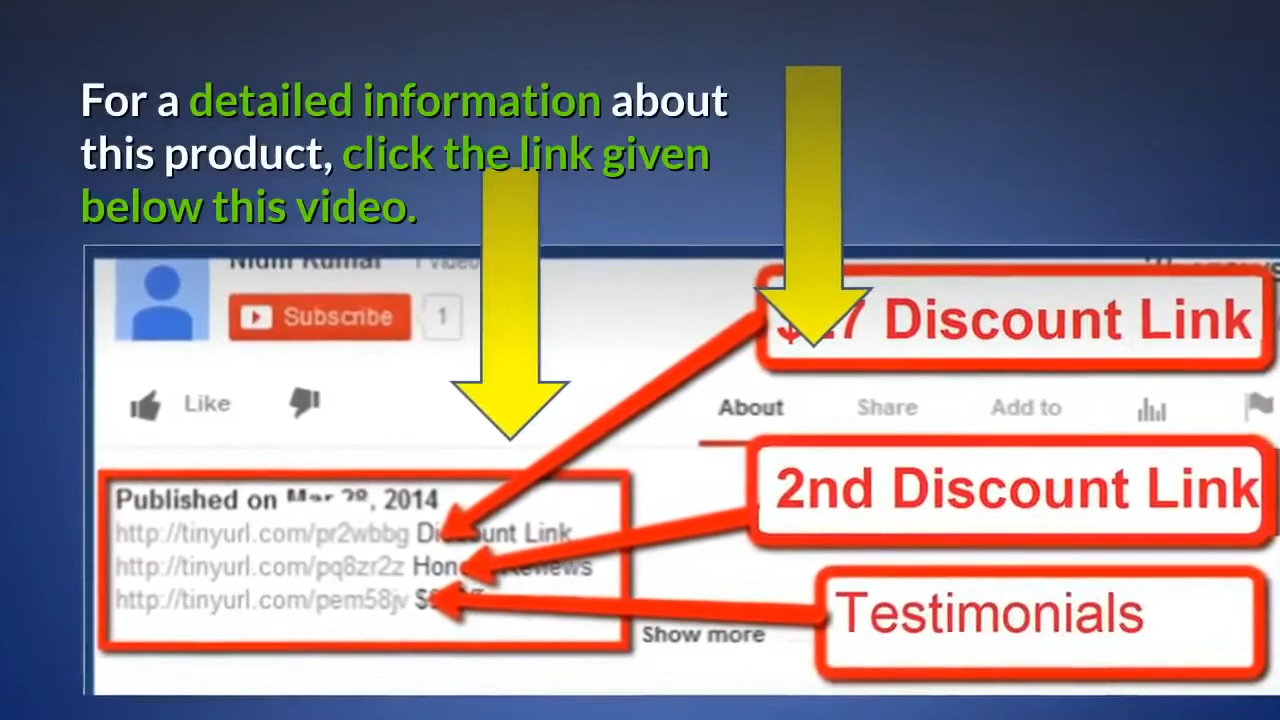 For a detailed information about
this product, click the link given
below this video.
1
Subscribe
Discount Link
Like
About
Share
Add to
2nd Discount Link
Published on 2014
http://tinyurl.com/pr2wbbg Link
http://tinyurl.com/pq8zr2z
http://tinyurl.com/pem58jv
Testimonials
Show more